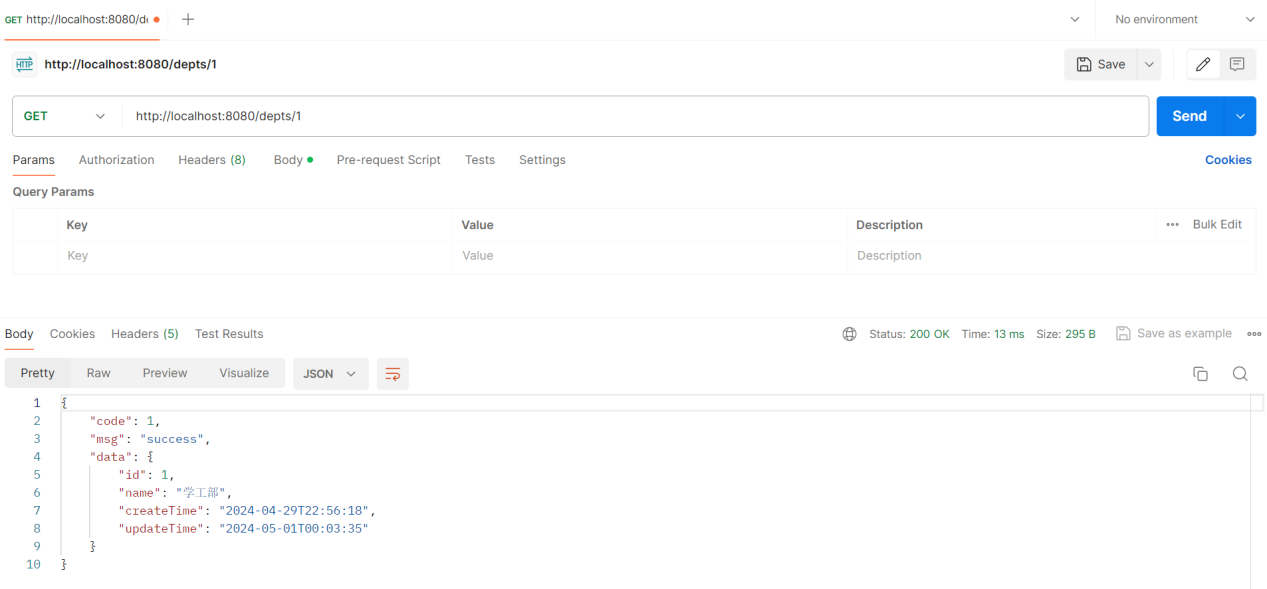 GET http://localhost:8080/d No environment
HTTP http://localhost:8080/depts/1 Save
GET http://localhost:8080/depts/1 Send
Params Authorization Headers (8) Body Pre-request Script Tests Settings Cookies
Query Params
Key Value Description Bulk Edit
Key Value Description
Body Cookies Headers (5) Test Results Status: 200 OK Time: 13 ms Size: 295 B Save as example
Pretty Raw Preview Visualize JSON
1 {
2 "code": 1,
3 "msg": "success",
4 "data": {
5 "id": 1,
6 "name": "学工部",
7 "createTime": "2024-04-29T22:56:18",
8 "updateTime": "2024-05-01T00:03:35"
9 }
10 }